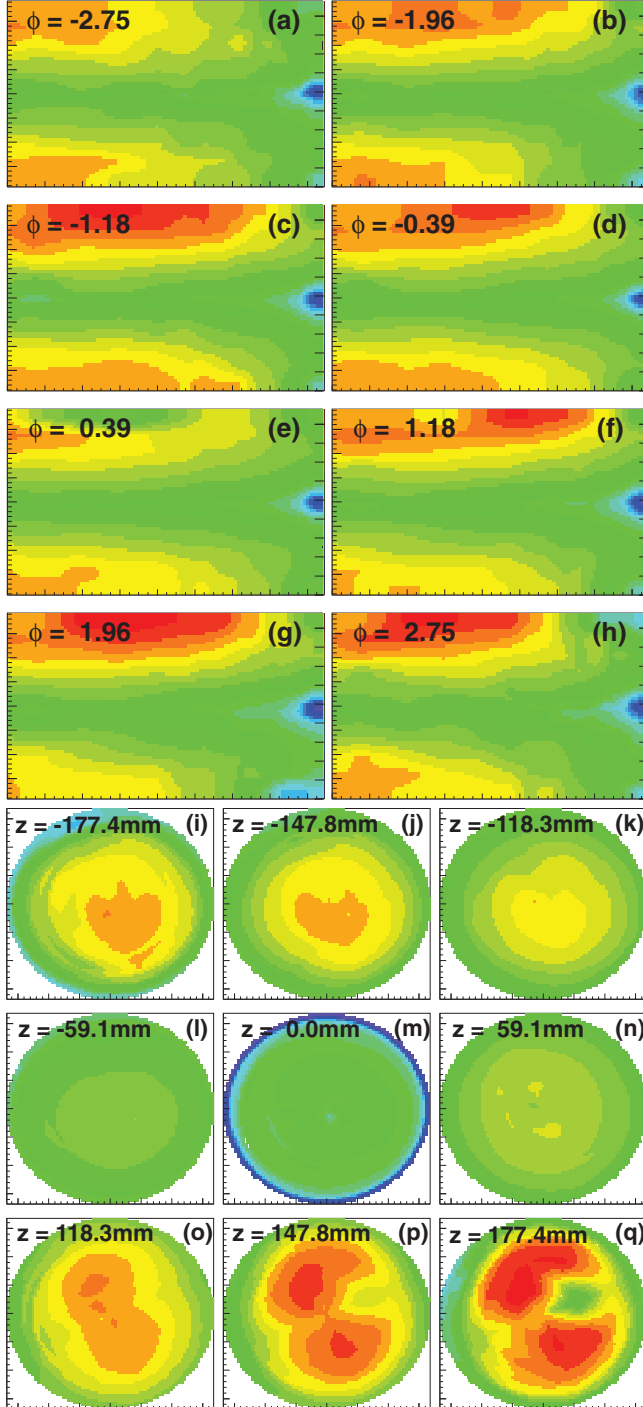 ϕ = -2.75 (a)
ϕ = -1.96 (b)
ϕ = -1.18 (c)
ϕ = -0.39 (d)
ϕ = 0.39 (e)
ϕ = 1.18 (f)
ϕ = 1.96 (g)
ϕ = 2.75 (h)
z = -177.4mm (i)
z = -147.8mm (j)
z = -118.3mm (k)
z = -59.1mm (l)
z = 0.0mm (m)
z = 59.1mm (n)
z = 118.3mm (o)
z = 147.8mm (p)
z = 177.4mm (q)